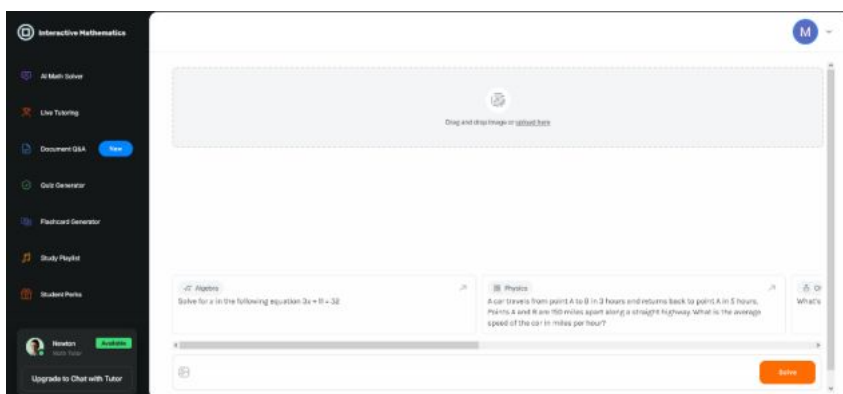 Interactive Mathematics
M
AI Math Solver
Live Tutoring
Document Q&A
New
Quiz Generator
Flashcard Generator
Study Playlist
Student Perks
Newton
Available
Math Tutor
Upgrade to Chat with Tutor
Drag and drop image or upload here
Algebra
Solve for x in the following equation 3x + 11 = 32
Physics
A car travels from point A to B in 3 hours and returns back to point A in 5 hours.
Points A and B are 150 miles apart along a straight highway. What is the average
speed of the car in miles per hour?
What's
Solve